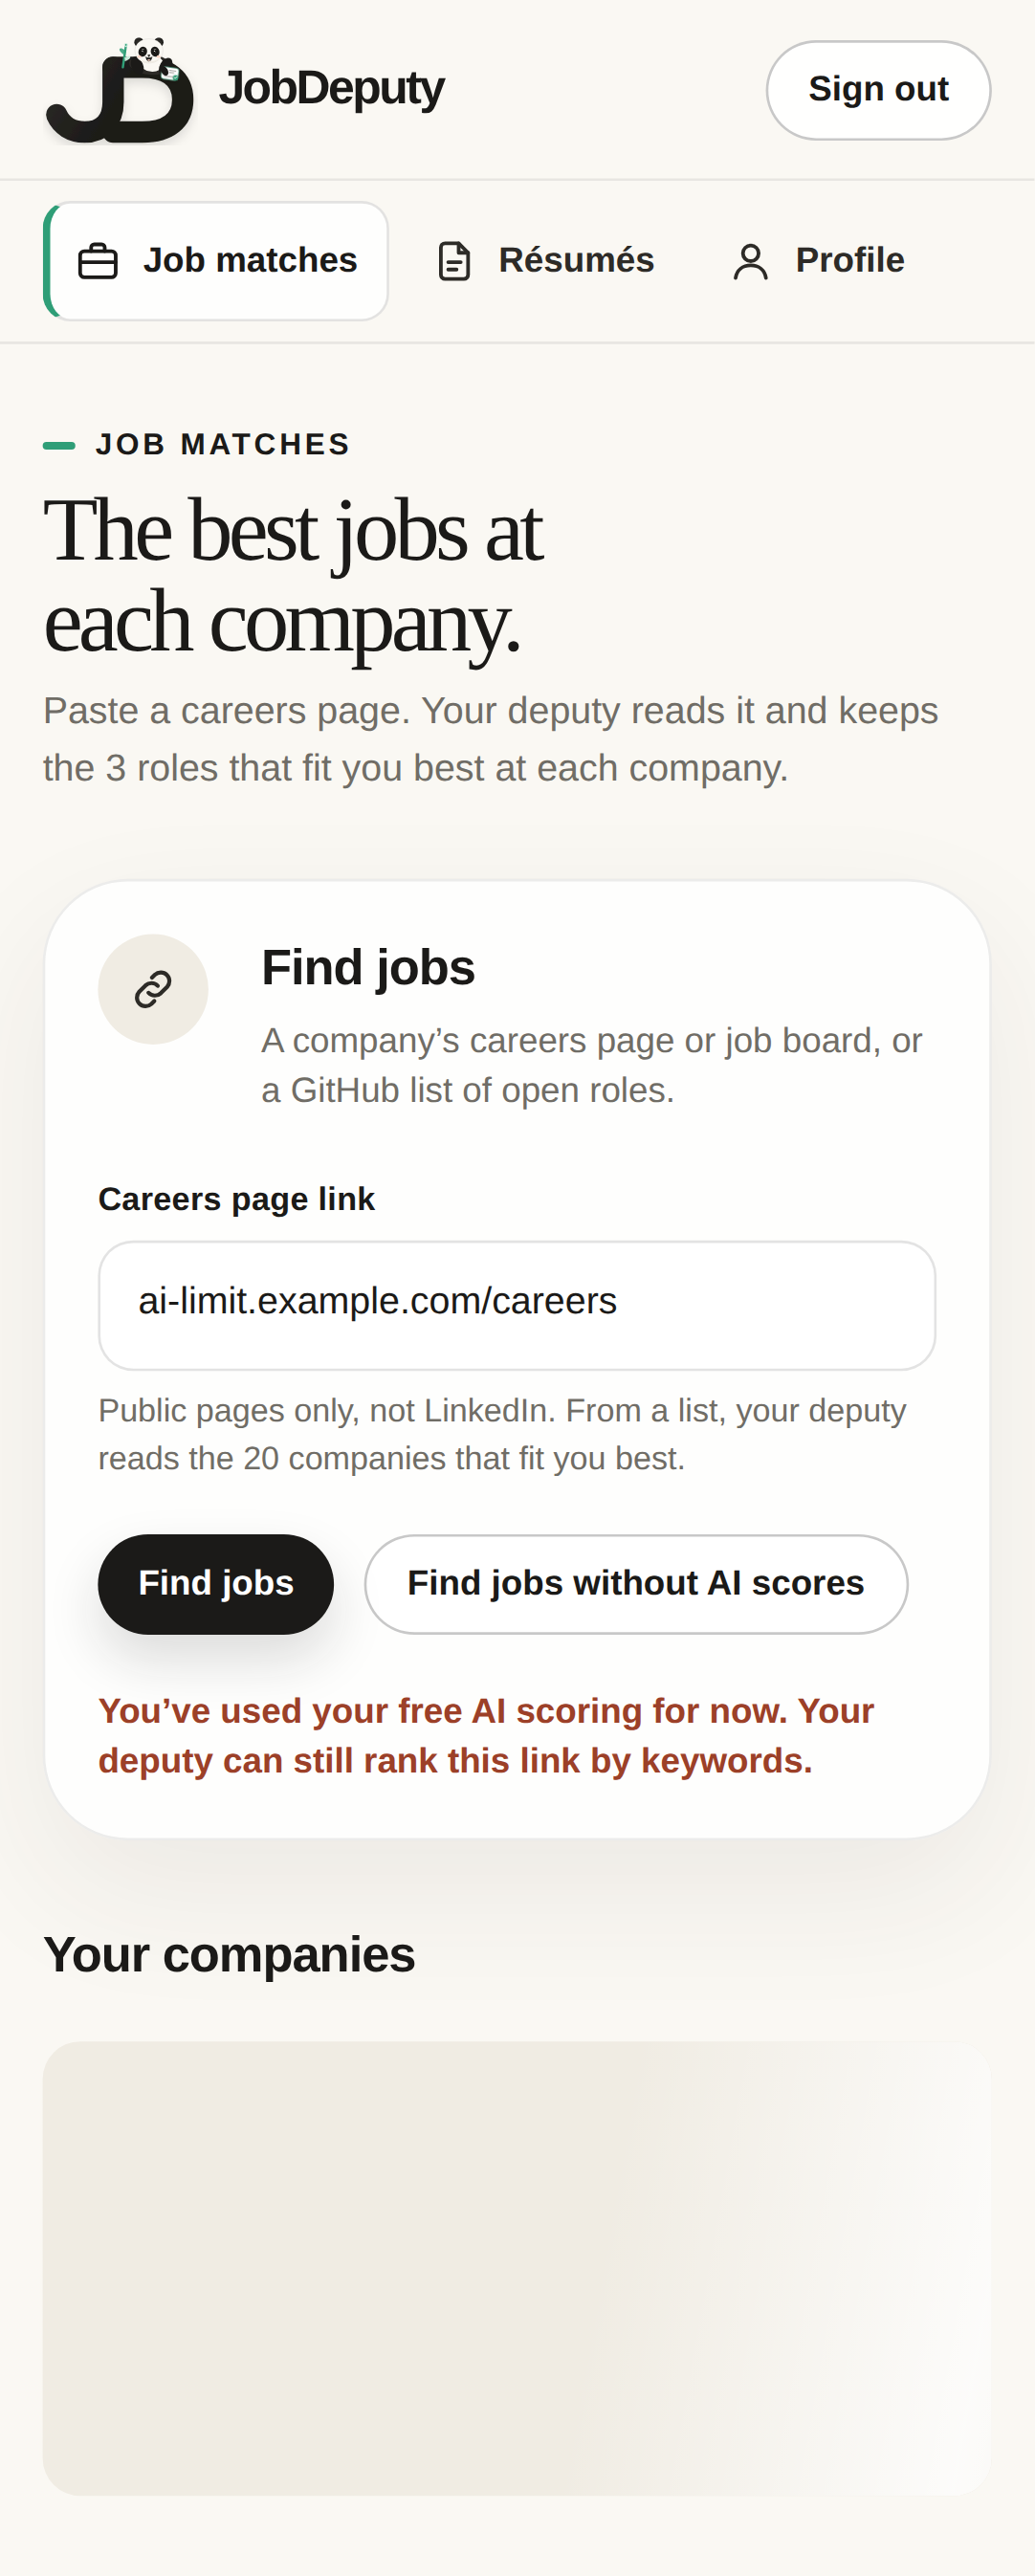 JobDeputy
Sign out
Job matches
Résumés
Profile
JOB MATCHES
The best jobs at
each company.
Paste a careers page. Your deputy reads it and keeps
the 3 roles that fit you best at each company.
Find jobs
A company’s careers page or job board, or
a GitHub list of open roles.
Careers page link
ai-limit.example.com/careers
Public pages only, not LinkedIn. From a list, your deputy
reads the 20 companies that fit you best.
Find jobs
Find jobs without AI scores
You’ve used your free AI scoring for now. Your
deputy can still rank this link by keywords.
Your companies